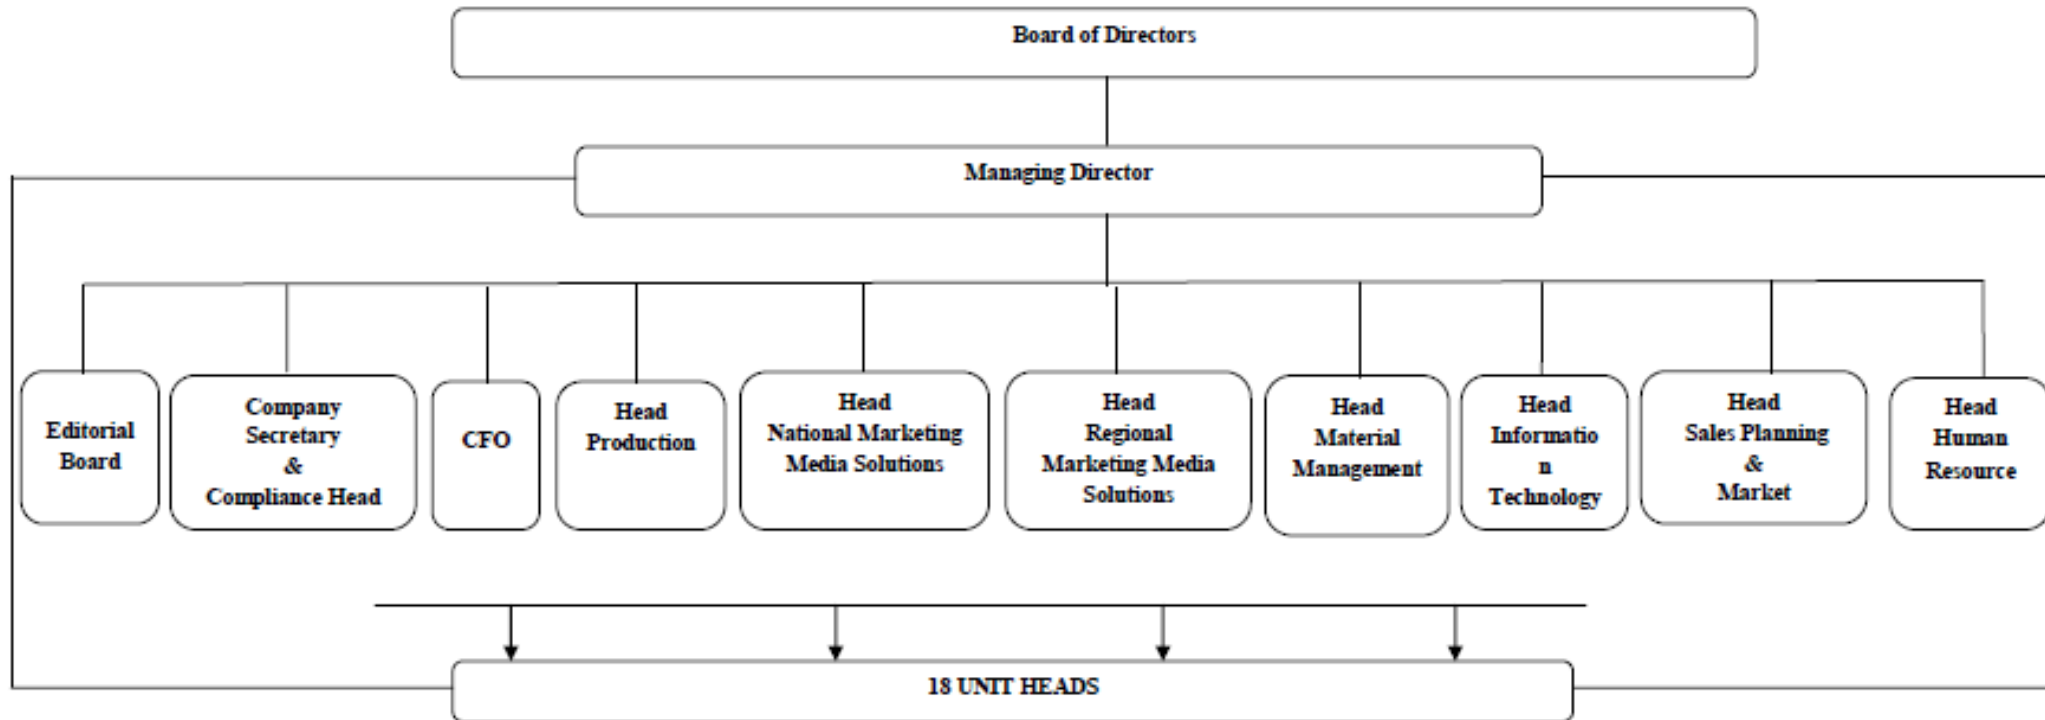 Board of Directors
Managing Director
Editorial
Board
Company
Secretary
&
Compliance Head
CFO
Head
Production
Head
National Marketing
Media Solutions
Head
Regional
Marketing Media
Solutions
Head
Material
Management
Head
Informatio
n
Technology
Head
Sales Planning
&
Market
Head
Human
Resource
18 UNIT HEADS